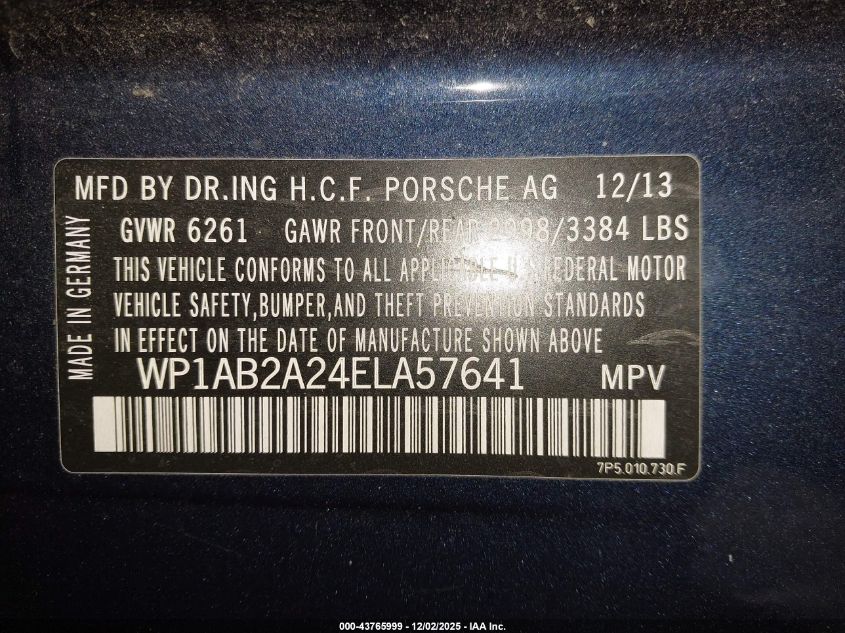 MFD BY DR.ING H.C.F. PORSCHE AG 12/13
GVWR 6261 GAWR FRONT/REAR /3384 LBS
THIS VEHICLE CONFORMS TO ALL APPLICABLE U.S. FEDERAL MOTOR
VEHICLE SAFETY,BUMPER,AND THEFT PREVENTION STANDARDS
IN EFFECT ON THE DATE OF MANUFACTURE SHOWN ABOVE
WP1AB2A24ELA57641 MPV
7P5.010.730.F
MADE IN GERMANY
000-43765999 - 12/02/2025 - IAA Inc.